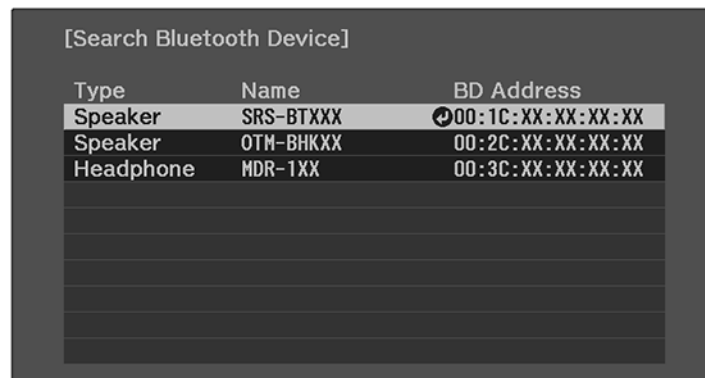 [Search Bluetooth Device]
Type Name BD Address
Speaker SRS-BTXXX 00:1C:XX:XX:XX:XX
Speaker OTM-BHKXX 00:2C:XX:XX:XX:XX
Headphone MDR-1XX 00:3C:XX:XX:XX:XX